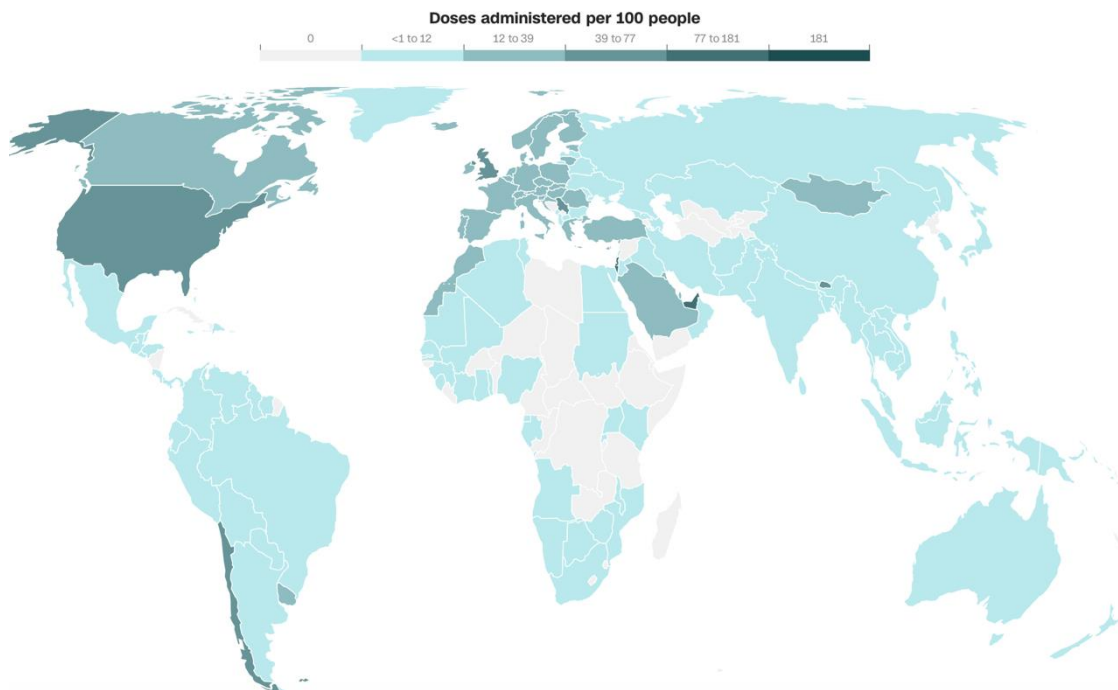 Doses administered per 100 people
0 <1 to 12 12 to 39 39 to 77 77 to 181 181